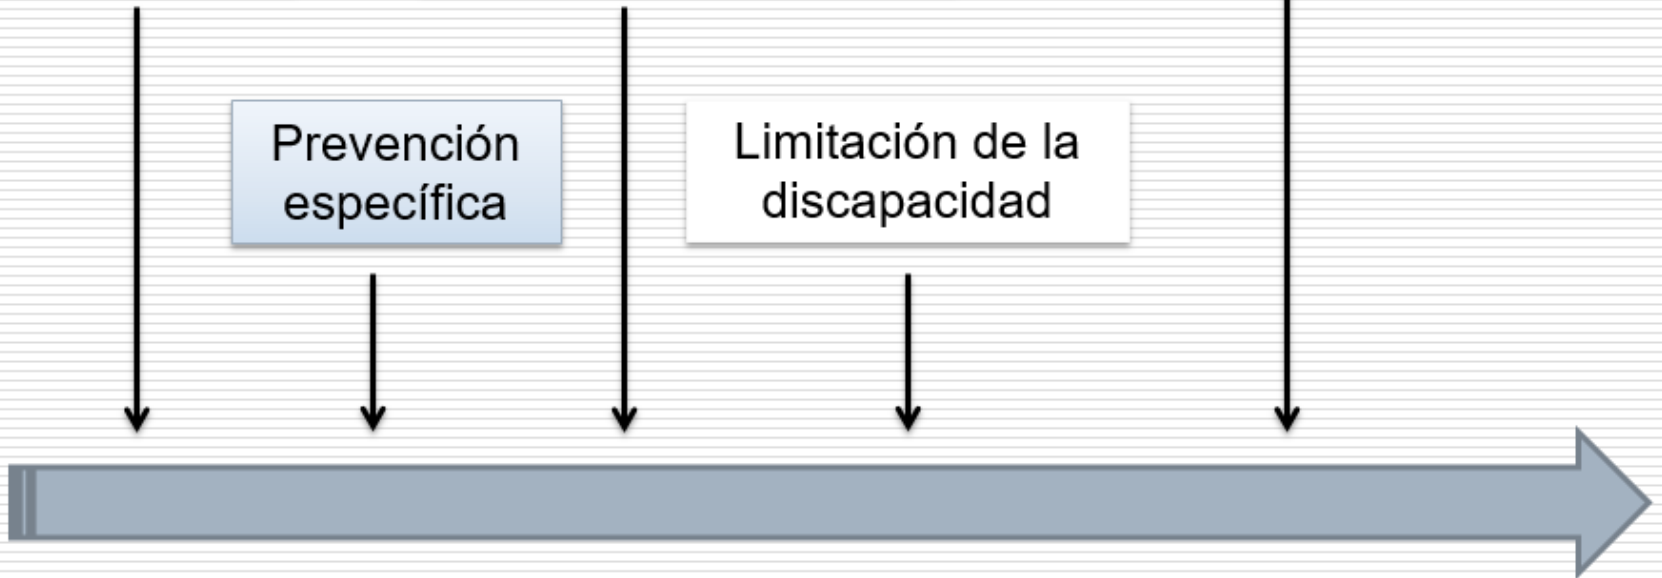 Prevención
específica
Limitación de la
discapacidad